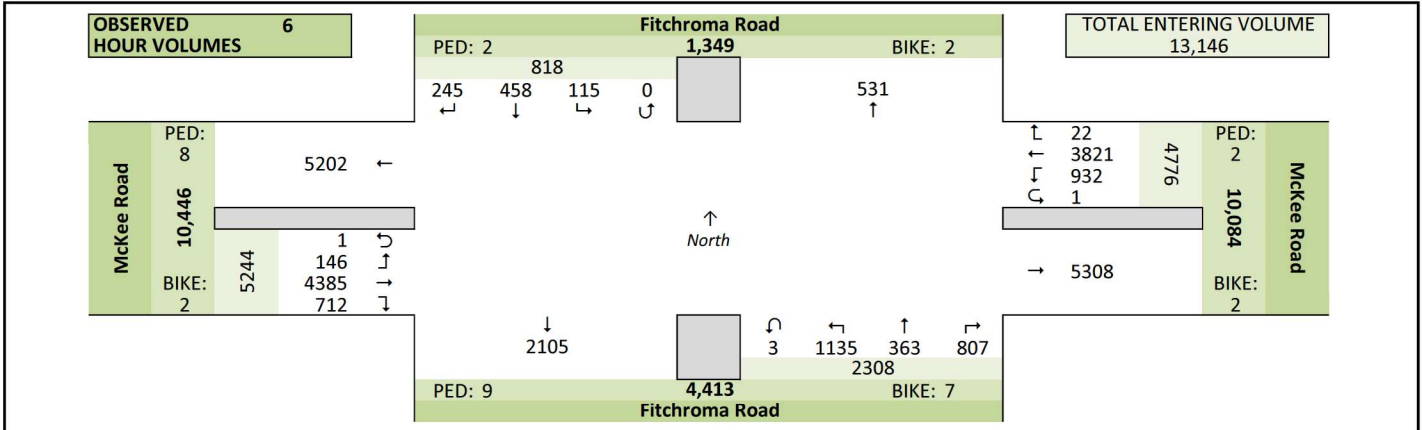 OBSERVED 6
HOUR VOLUMES
Fitchroma Road
PED: 2 1,349 BIKE: 2
TOTAL ENTERING VOLUME
13,146
818
245 458 115 0
↵ ↓ ↳ ↺
531
↑
McKee Road
PED:
8
10,446
BIKE:
2
5202 ←
5244
1 ↺
146 ↱
4385 →
712 ↴
↑
North
↑ 22
← 3821
↓ 932
↺ 1
4776
PED:
2
10,084
BIKE:
2
McKee Road
→ 5308
↓
2105
↺ ↰ ↑ ↱
3 1135 363 807
2308
PED: 9 4,413 BIKE: 7
Fitchroma Road